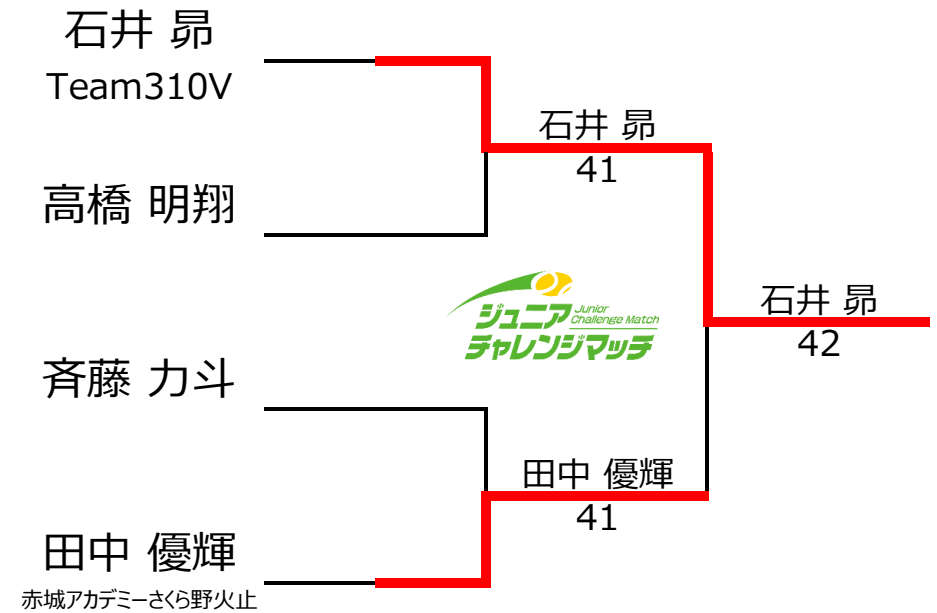 石井 昴
Team310V
石井 昴
41
高橋 明翔
ジュニア Junior Challenge Match
チャレンジマッチ
石井 昴
42
斉藤 力斗
田中 優輝
41
田中 優輝
赤城アカデミーさくら野火止